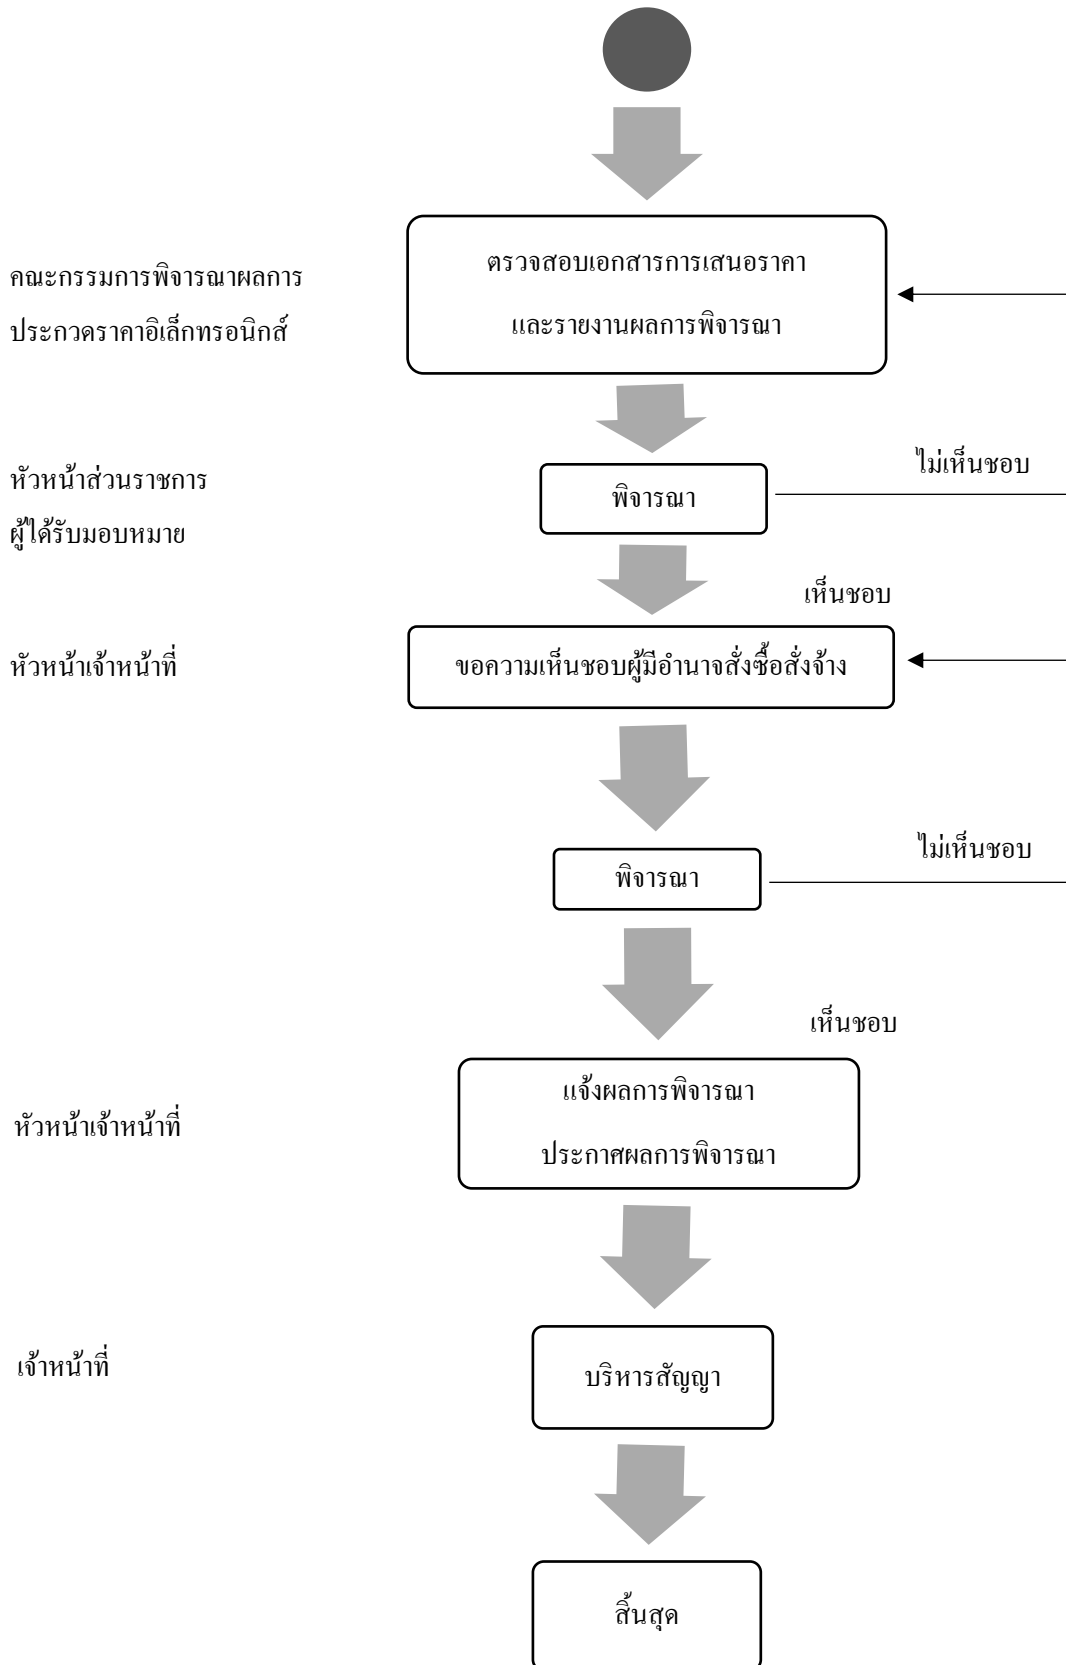 คณะกรรมการพิจารณาผลการ
ประกวดราคาอิเล็กทรอนิกส์
ตรวจสอบเอกสารการเสนอราคา
และรายงานผลการพิจารณา
หัวหน้าส่วนราชการ
ผู้ได้รับมอบหมาย
พิจารณา
ไม่เห็นชอบ
เห็นชอบ
หัวหน้าเจ้าหน้าที่
ขอความเห็นชอบผู้มีอำนาจสั่งซื้อสั่งจ้าง
พิจารณา
ไม่เห็นชอบ
เห็นชอบ
หัวหน้าเจ้าหน้าที่
แจ้งผลการพิจารณา
ประกาศผลการพิจารณา
เจ้าหน้าที่
บริหารสัญญา
สิ้นสุด